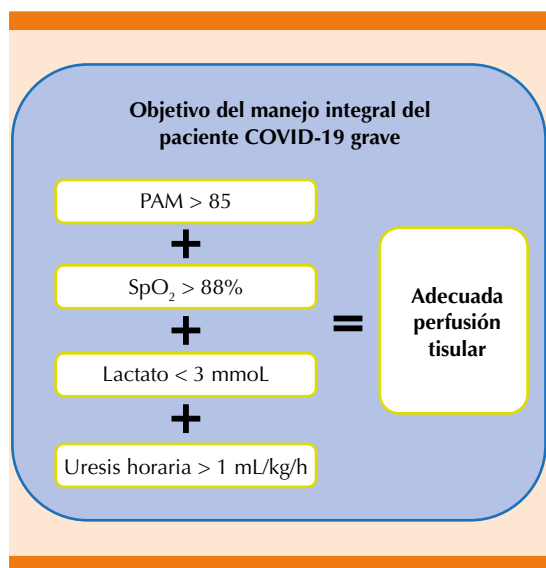 Objetivo del manejo integral del
paciente COVID-19 grave
PAM > 85
+
SpO₂ > 88%
+
Lactato < 3 mmoL
+
Uresis horaria > 1 mL/kg/h
=
Adecuada
perfusión
tisular